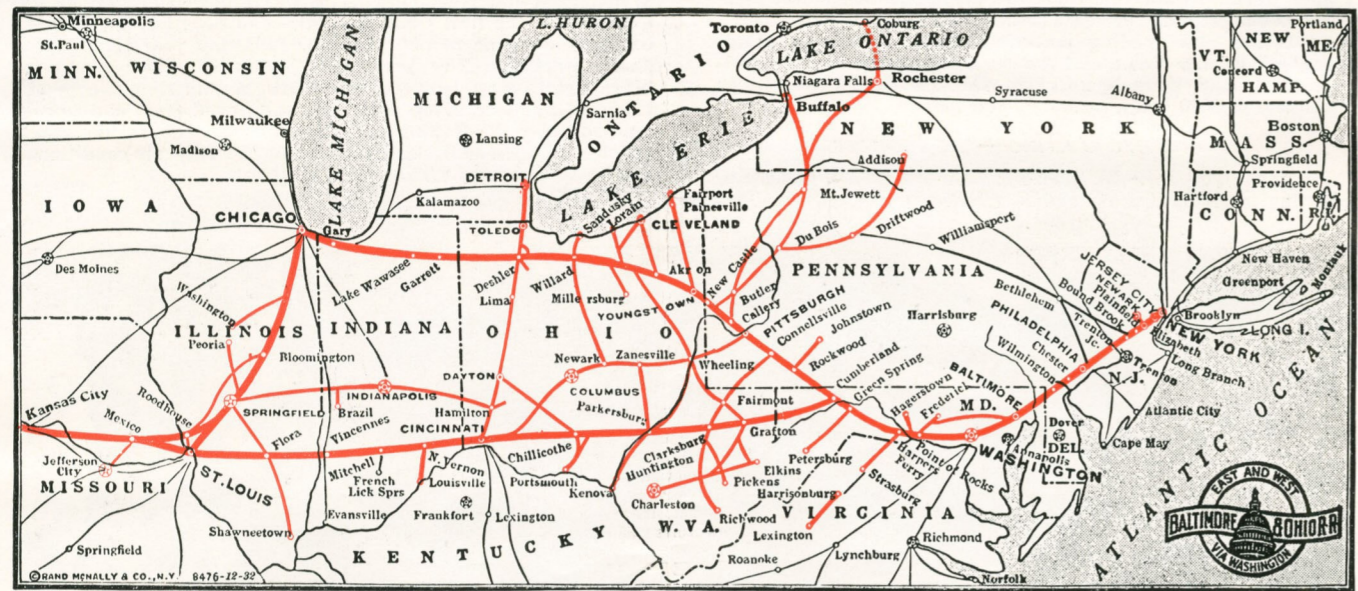 Minneapolis
St.Paul
MINN.
WISCONSIN
LAKE MICHIGAN
L. HURON
MICHIGAN
Toronto
Coburg
LAKE ONTARIO
ONTARIO
Niagara Falls
Rochester
VT.
NEW
HAMP.
Portland
ME.
Concord
Milwaukee
Madison
Lansing
Sarnia
LAKE ERIE
Buffalo
Syracuse
Albany
NEW YORK
Boston
MASS.
Springfield
IOWA
CHICAGO
Gary
Kalamazoo
DETROIT
TOLEDO
Sandusky
Lorain
Fairport
Painesville
CLEVELAND
Addison
Mt.Jewett
Providence
Hartford
CONN.
R.I.
Des Moines
Lake Wawasee
Garrett
Deshler
Lima
Willard
Millersburg
Akron
New Castle
Du Bois
Driftwood
Williamsport
New Haven
Montauk
Greenport
PENNSYLVANIA
Butler
Callery
YOUNGSTOWN
PITTSBURGH
Connellsville
Johnstown
Harrisburg
Bethlehem
Bound Brook
Plainfield
NEWARK
JERSEY CITY
Brooklyn
LONG I.
NEW YORK
Elizabeth
Long Branch
Washington
ILLINOIS
Peoria
Bloomington
INDIANA
OHIO
Newark
Zanesville
Wheeling
Rockwood
Cumberland
Green Spring
PHILADELPHIA
Trenton Jc.
Trenton
Chester
Wilmington
N.J.
Atlantic City
Cape May
Kansas City
Mexico
Roodhouse
SPRINGFIELD
INDIANAPOLIS
Brazil
Vincennes
DAYTON
Hamilton
CINCINNATI
COLUMBUS
Parkersburg
Fairmont
Grafton
Hagerstown
Frederick
BALTIMORE
MD.
Dover
DEL.
Annapolis
WASHINGTON
Jefferson City
MISSOURI
ST.LOUIS
Flora
Mitchell
French Lick Sprs
N.Vernon
Louisville
Chillicothe
Portsmouth
Kenova
Huntington
Clarksburg
Elkins
Pickens
Petersburg
Harrisonburg
Strasburg
Harpers Ferry
Point of Rocks
Shawneetown
Evansville
Frankfort
Lexington
Charleston
Richwood
W.VA.
VIRGINIA
Lexington
Richmond
Roanoke
Lynchburg
Norfolk
Springfield
KENTUCKY
ATLANTIC OCEAN
EAST AND WEST
BALTIMORE & OHIO R-R
VIA WASHINGTON
©RAND MCNALLY & CO., N.Y. 8476-12-32